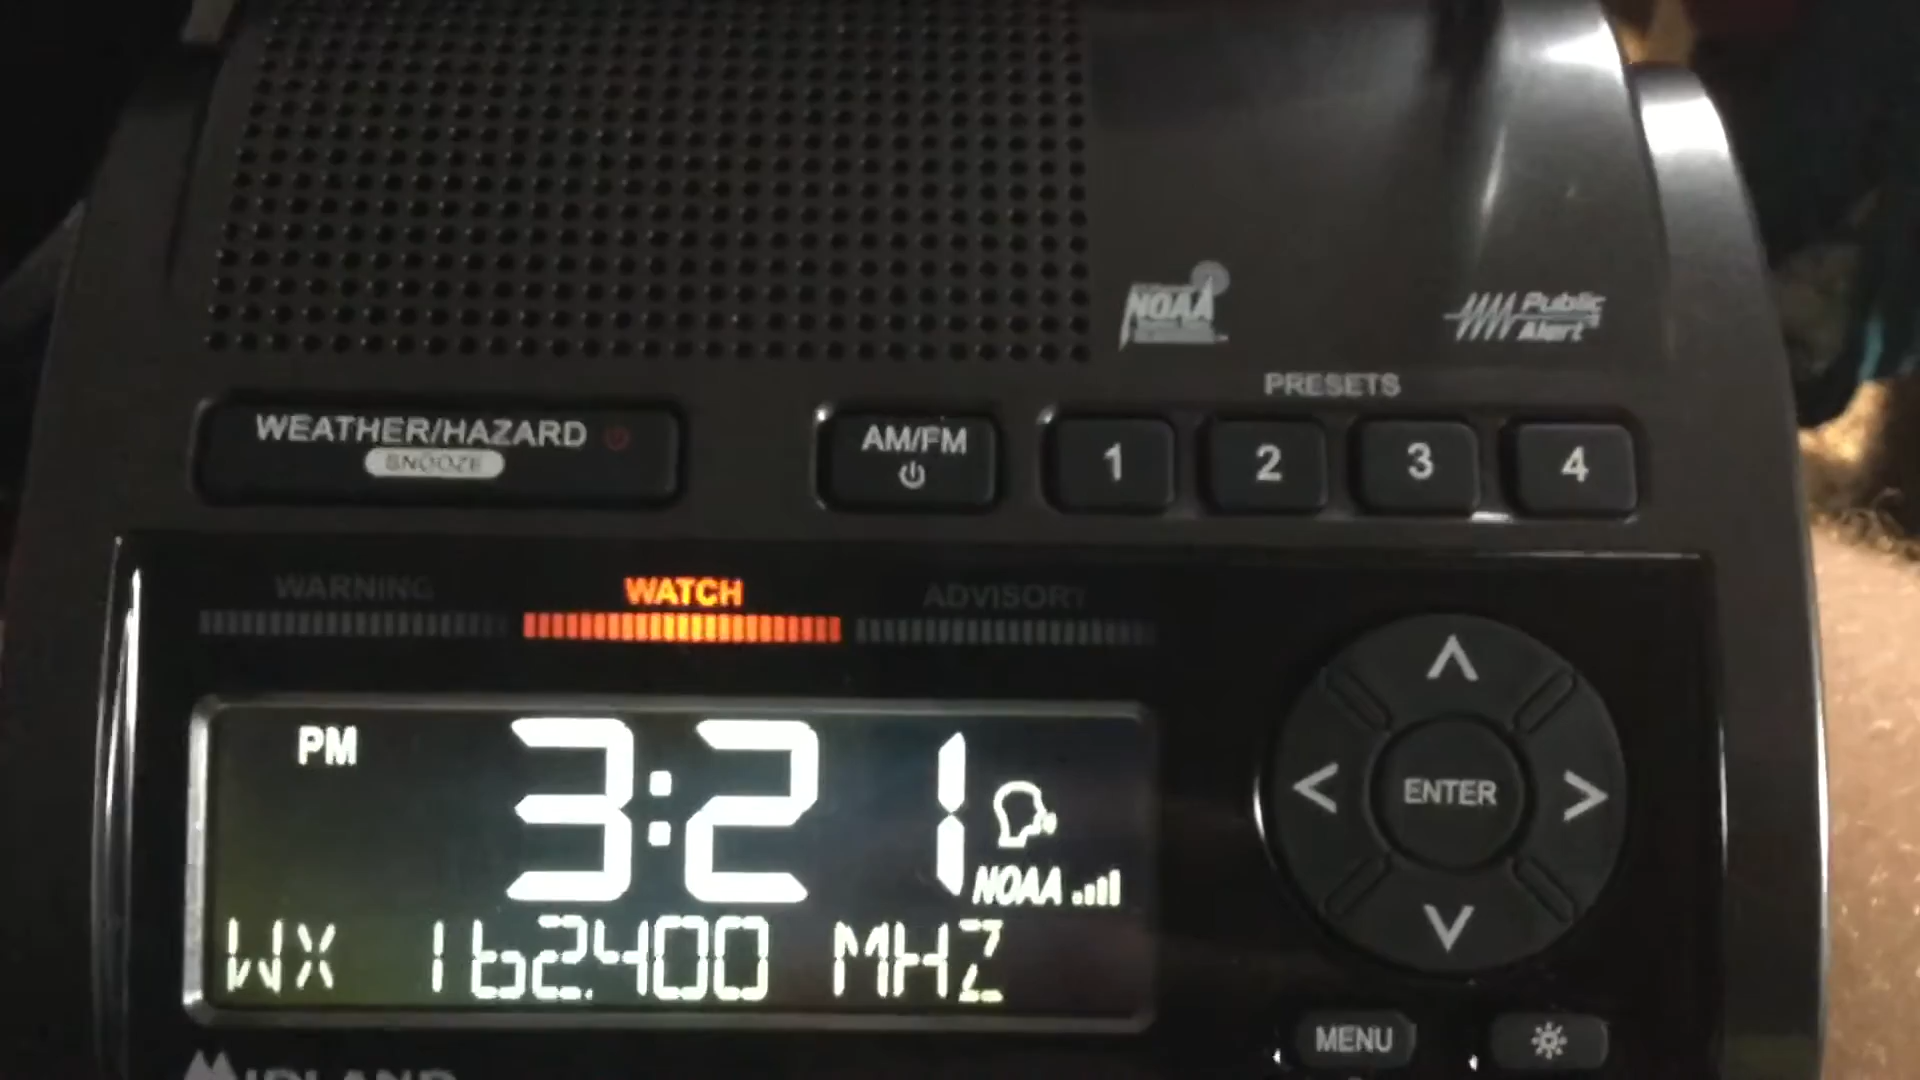 NOAA
Public
Alert
PRESETS
WEATHER/HAZARD
SNOOZE
AM/FM
1 2 3 4
WARNING WATCH ADVISORY
PM 3:21
NOAA
WX 162.400 MHZ
ENTER
MENU
MIDLAND